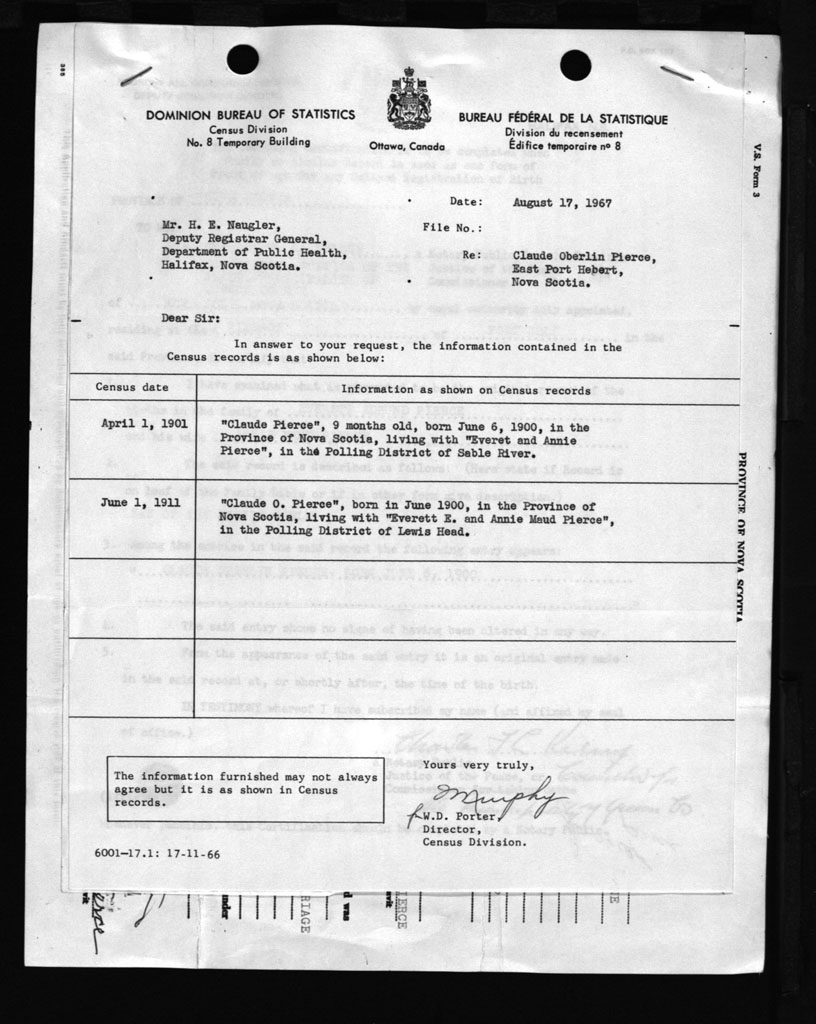 DOMINION BUREAU OF STATISTICS
Census Division
No. 8 Temporary Building
Ottawa, Canada
BUREAU FÉDÉRAL DE LA STATISTIQUE
Division du recensement
Édifice temporaire nº 8
Date: August 17, 1967
Mr. H. E. Naugler,
Deputy Registrar General,
Department of Public Health,
Halifax, Nova Scotia.
File No.:
Re: Claude Oberlin Pierce,
East Port Hebert,
Nova Scotia.
Dear Sir:
In answer to your request, the information contained in the
Census records is as shown below:
Census date Information as shown on Census records
April 1, 1901 "Claude Pierce", 9 months old, born June 6, 1900, in the
Province of Nova Scotia, living with "Everet and Annie
Pierce", in the Polling District of Sable River.
June 1, 1911 "Claude O. Pierce", born in June 1900, in the Province of
Nova Scotia, living with "Everett E. and Annie Maud Pierce",
in the Polling District of Lewis Head.
The information furnished may not always
agree but it is as shown in Census
records.
Yours very truly,
Murphy
f W.D. Porter,
Director,
Census Division.
6001-17.1: 17-11-66
V.S. Form 3
PROVINCE OF NOVA SCOTIA
RIAGE
d was
IERCE